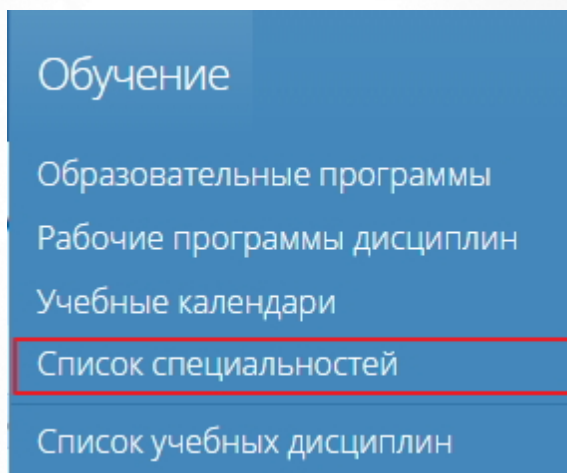 Обучение
Образовательные программы
Рабочие программы дисциплин
Учебные календари
Список специальностей
Список учебных дисциплин